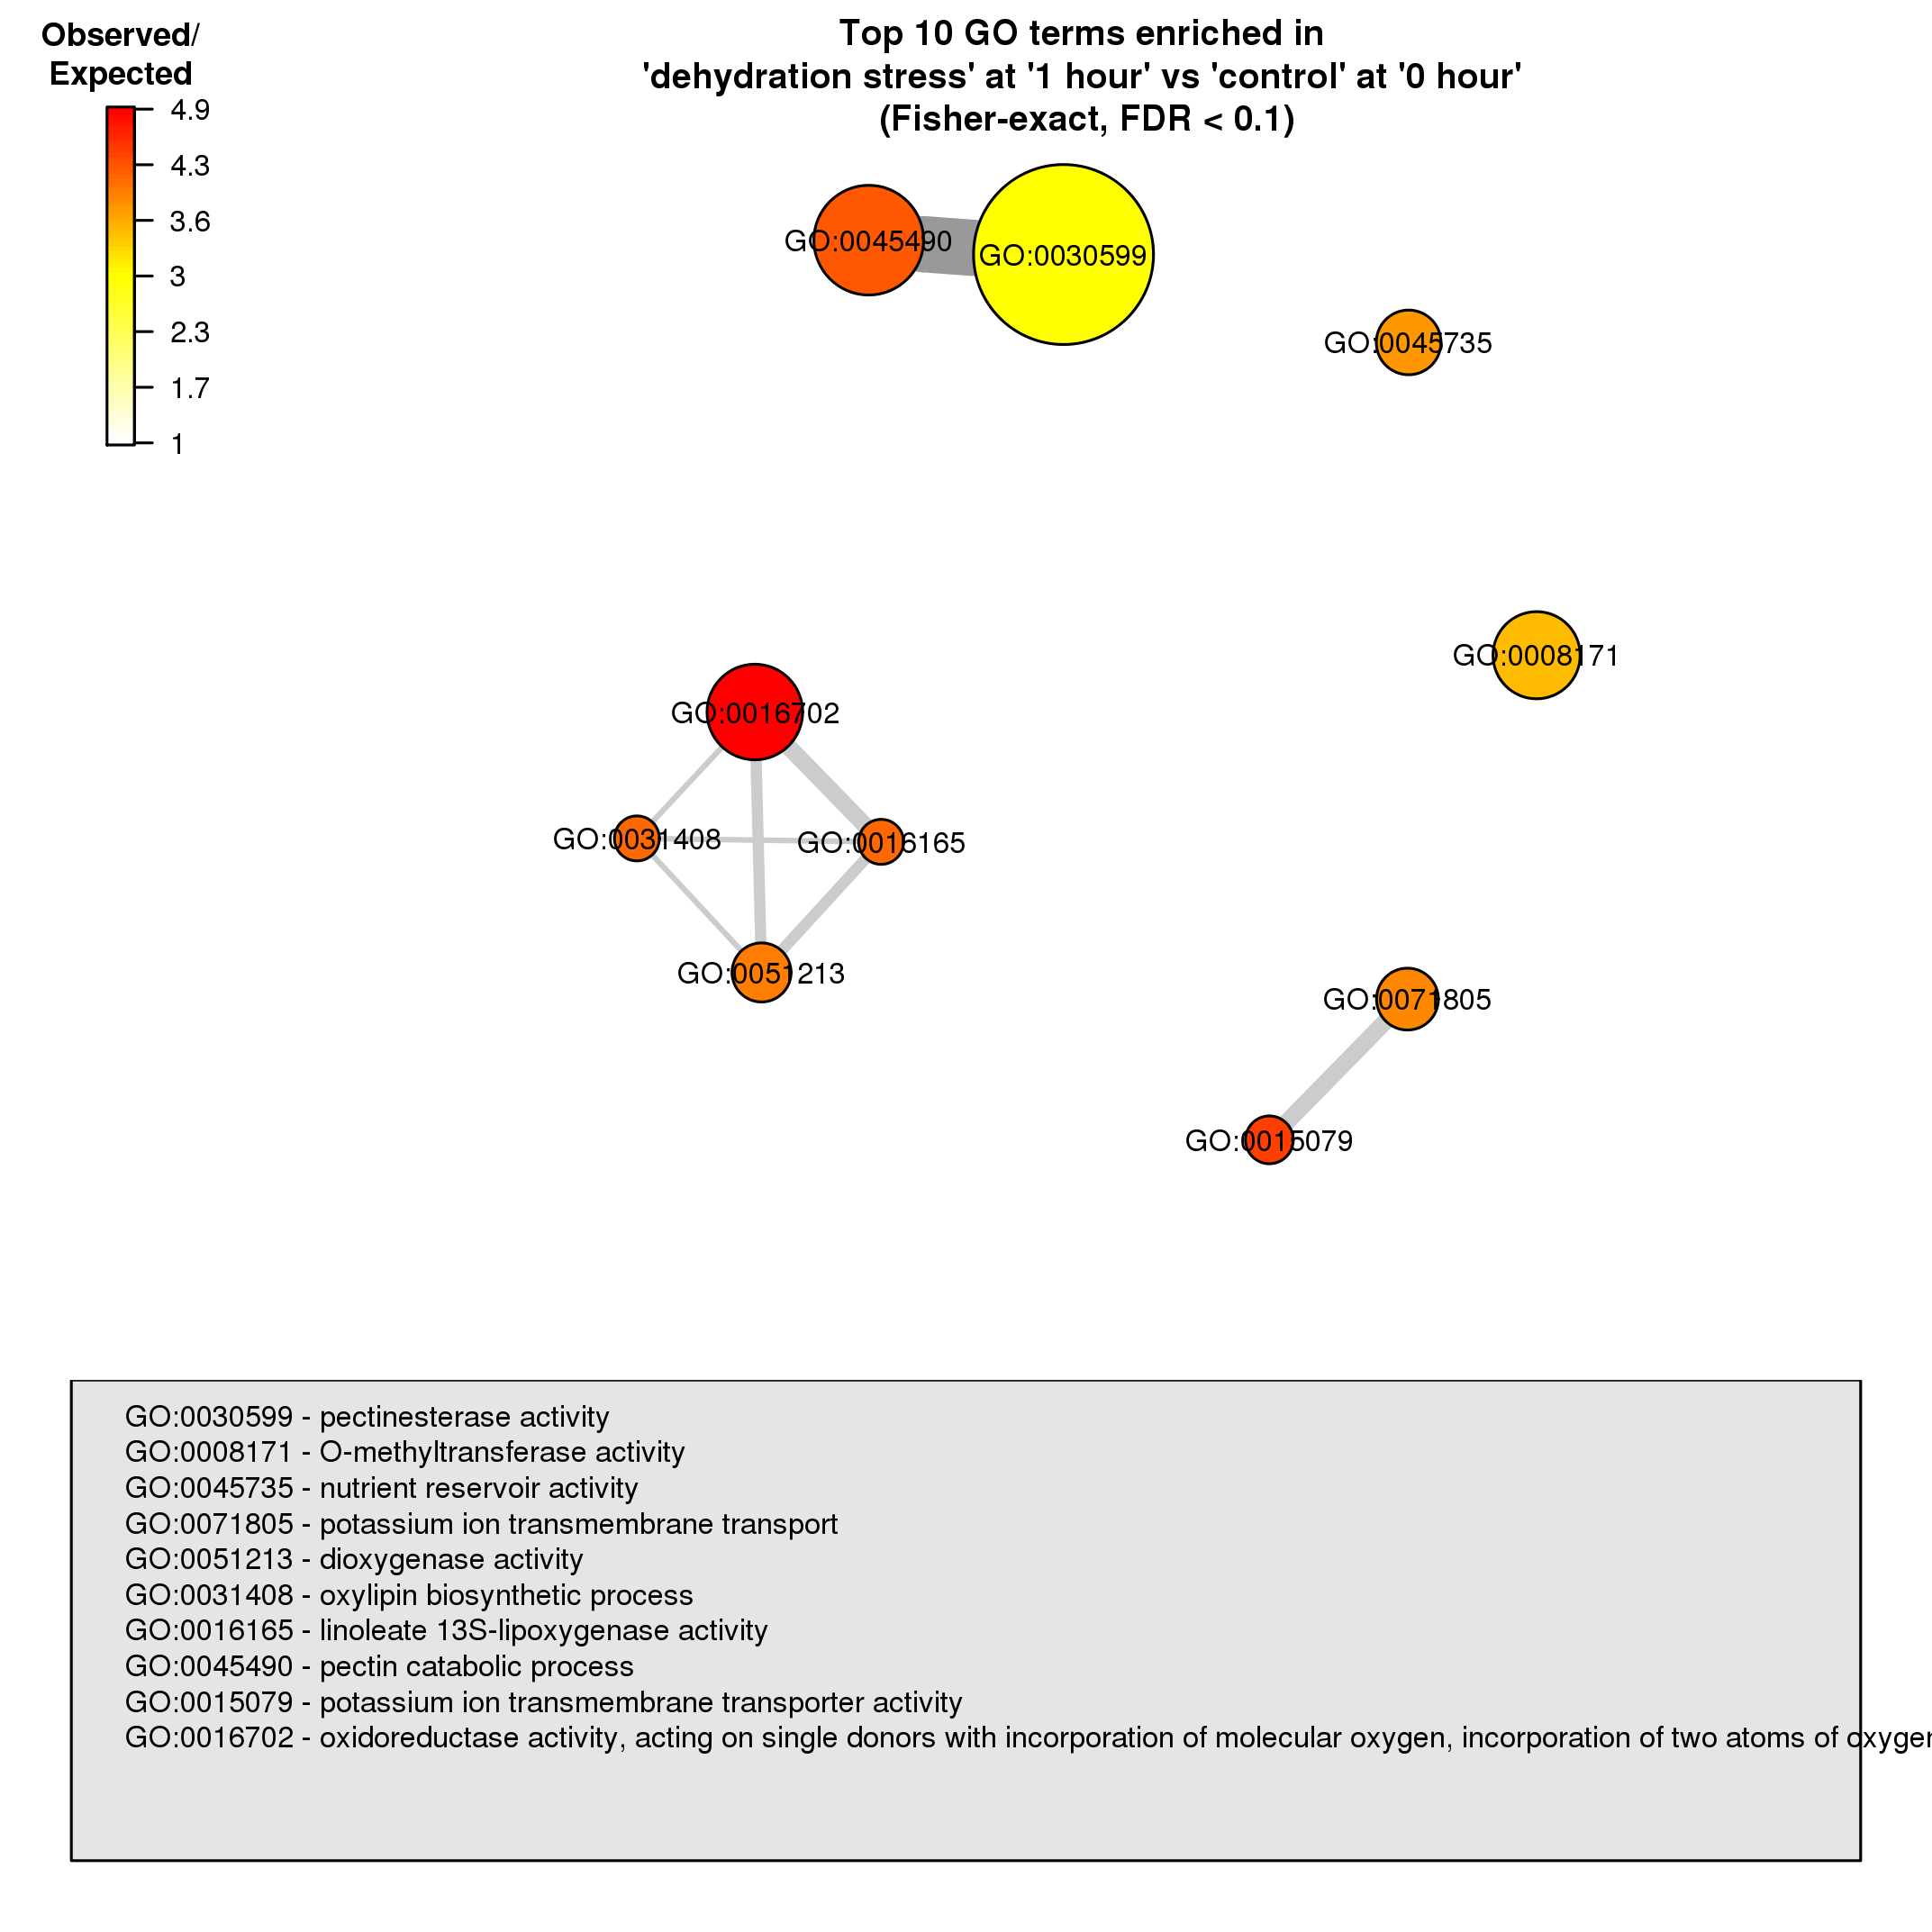 Observed/
Expected
4.9
4.3
3.6
3
2.3
1.7
1
Top 10 GO terms enriched in
'dehydration stress' at '1 hour' vs 'control' at '0 hour'
(Fisher-exact, FDR < 0.1)
GO:0045490
GO:0030599
GO:0045735
GO:0008171
GO:0016702
GO:0031408
GO:0016165
GO:0051213
GO:0071805
GO:0015079
GO:0030599 - pectinesterase activity
GO:0008171 - O-methyltransferase activity
GO:0045735 - nutrient reservoir activity
GO:0071805 - potassium ion transmembrane transport
GO:0051213 - dioxygenase activity
GO:0031408 - oxylipin biosynthetic process
GO:0016165 - linoleate 13S-lipoxygenase activity
GO:0045490 - pectin catabolic process
GO:0015079 - potassium ion transmembrane transporter activity
GO:0016702 - oxidoreductase activity, acting on single donors with incorporation of molecular oxygen, incorporation of two atoms of oxygen